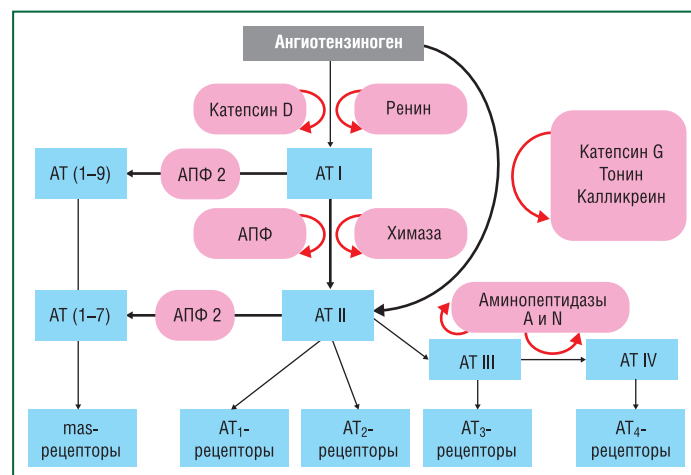 Ангиотензиноген
Катепсин D
Ренин
Катепсин G
Тонин
Калликреин
АТ (1–9)
АПФ 2
АТ I
АПФ
Химаза
АТ (1–7)
АПФ 2
АТ II
Аминопептидазы
А и N
АТ III
АТ IV
mas-
рецепторы
АТ₁-
рецепторы
АТ₂-
рецепторы
АТ₃-
рецепторы
АТ₄-
рецепторы